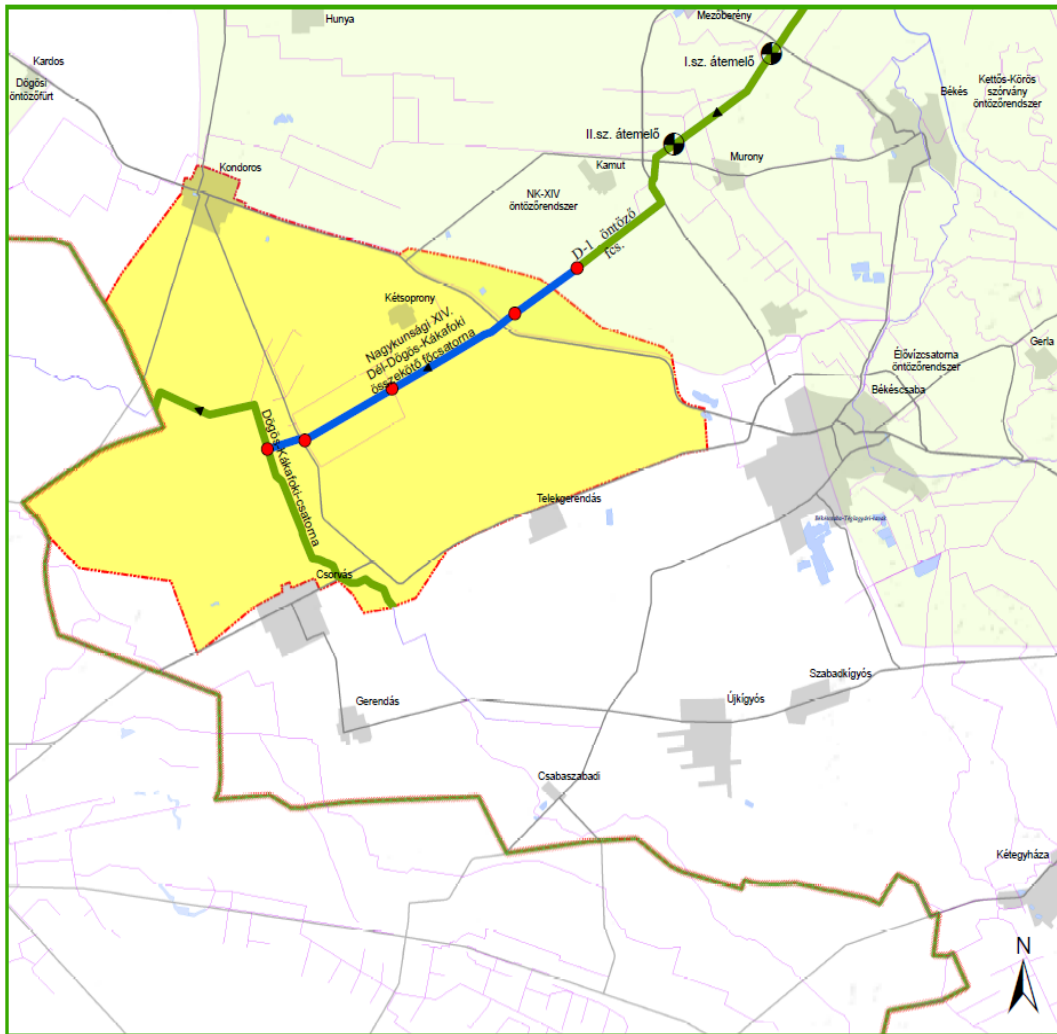 Hunya
Mezőberény
I.sz. átemelő
Kardos
Dögösi
öntözőfürt
Békés
Kettős-Körös
szórvány
öntözőrendszer
II.sz. átemelő
Kamut
Murony
Kondoros
NK-XIV
öntözőrendszer
D-1. öntöző
fcs.
Kétsoprony
Nagykunsági XIV.
Dél-Dögös-Kákafoki
összekötő főcsatorna
Gerla
Élővízcsatorna
öntözőrendszer
Békéscsaba
Dögös-Kákafoki-csatorna
Telekgerendás
Csorvás
Szabadkígyós
Gerendás
Újkígyós
Csabaszabadi
Kétegyháza
N